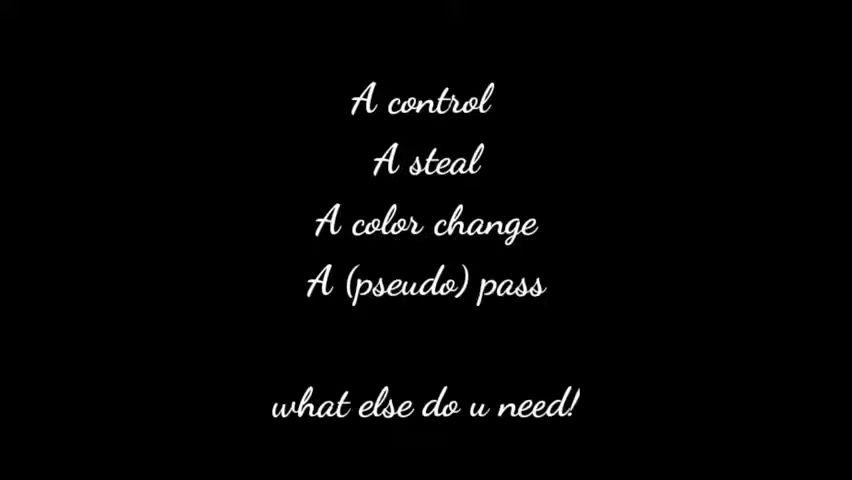 A control
A steal
A color change
A (pseudo) pass
what else do u need!